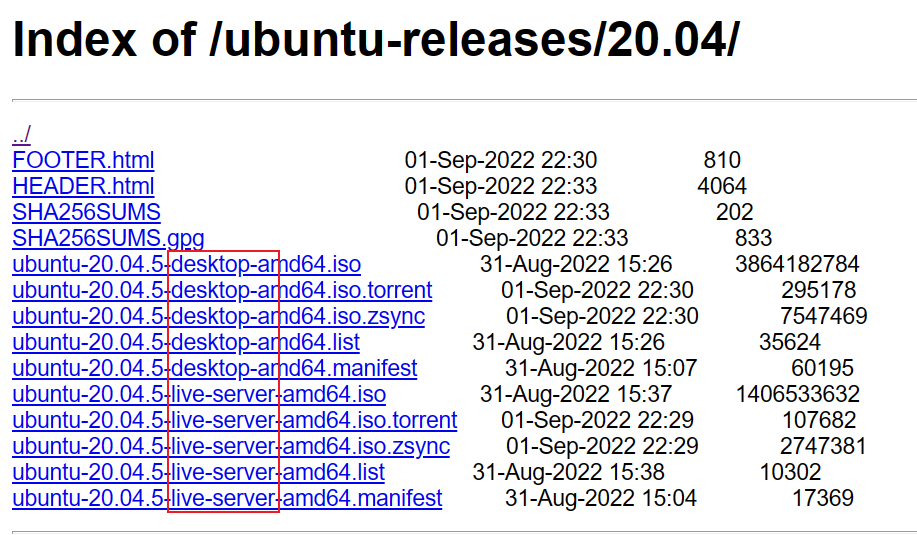 Index of /ubuntu-releases/20.04/
../
FOOTER.html 01-Sep-2022 22:30 810
HEADER.html 01-Sep-2022 22:33 4064
SHA256SUMS 01-Sep-2022 22:33 202
SHA256SUMS.gpg 01-Sep-2022 22:33 833
ubuntu-20.04.5-desktop-amd64.iso 31-Aug-2022 15:26 3864182784
ubuntu-20.04.5-desktop-amd64.iso.torrent 01-Sep-2022 22:30 295178
ubuntu-20.04.5-desktop-amd64.iso.zsync 01-Sep-2022 22:30 7547469
ubuntu-20.04.5-desktop-amd64.list 31-Aug-2022 15:26 35624
ubuntu-20.04.5-desktop-amd64.manifest 31-Aug-2022 15:07 60195
ubuntu-20.04.5-live-server-amd64.iso 31-Aug-2022 15:37 1406533632
ubuntu-20.04.5-live-server-amd64.iso.torrent 01-Sep-2022 22:29 107682
ubuntu-20.04.5-live-server-amd64.iso.zsync 01-Sep-2022 22:29 2747381
ubuntu-20.04.5-live-server-amd64.list 31-Aug-2022 15:38 10302
ubuntu-20.04.5-live-server-amd64.manifest 31-Aug-2022 15:04 17369